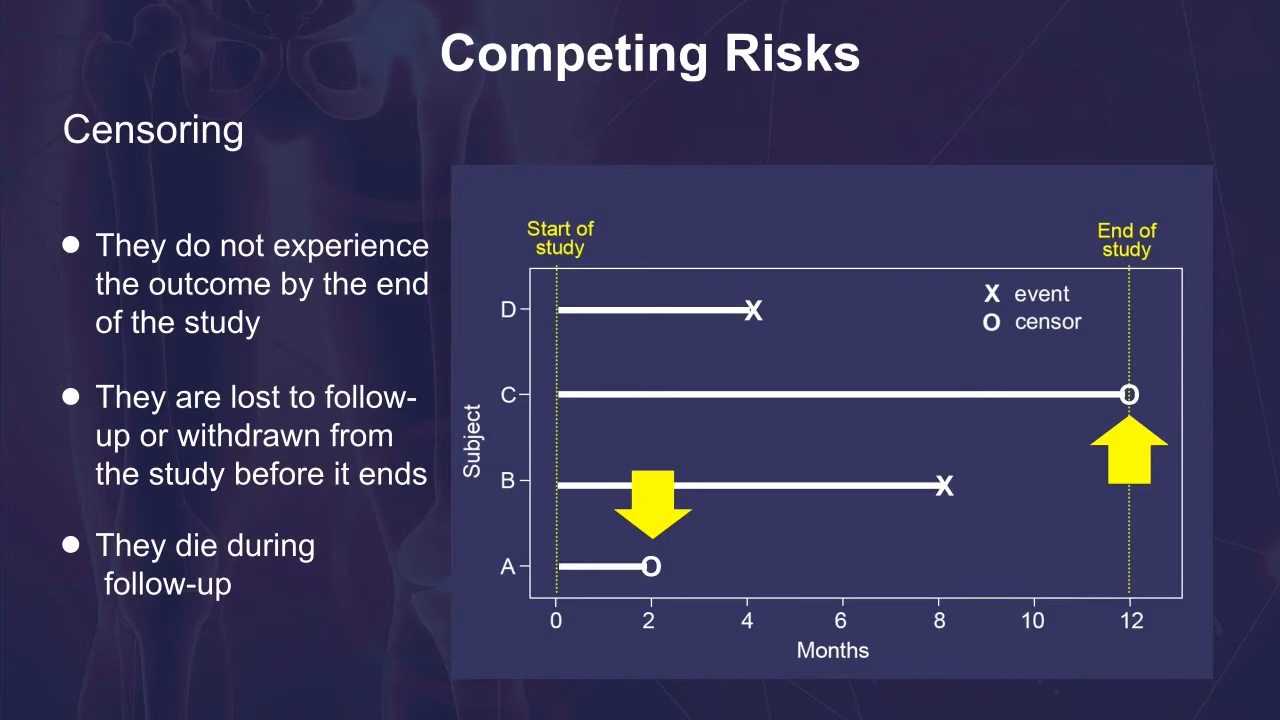 Competing Risks
Censoring
● They do not experience
the outcome by the end
of the study
● They are lost to follow-
up or withdrawn from
the study before it ends
● They die during
follow-up
Start of
study
End of
study
X event
O censor
D
X
C
O
Subject
B
X
A
O
0 2 4 6 8 10 12
Months